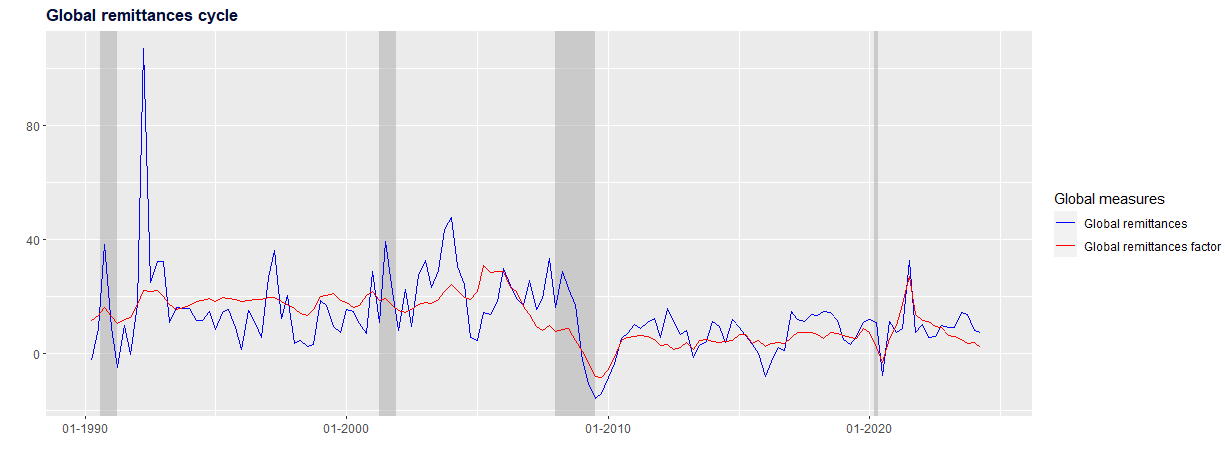 Global remittances cycle
80
40
0
01-1990
01-2000
01-2010
01-2020
Global measures
Global remittances
Global remittances factor